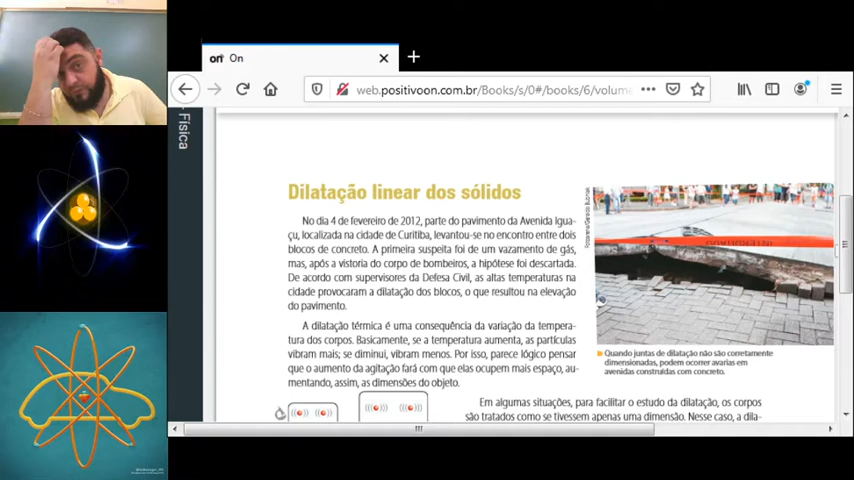 on On
web.positivoon.com.br/Books/s/0#/books/6/volume
Física
Dilatação linear dos sólidos
No dia 4 de fevereiro de 2012, parte do pavimento da Avenida Igua-
çu, localizada na cidade de Curitiba, levantou-se no encontro entre dois
blocos de concreto. A primeira suspeita foi de um vazamento de gás,
mas, após a vistoria do corpo de bombeiros, a hipótese foi descartada.
De acordo com supervisores da Defesa Civil, as altas temperaturas na
cidade provocaram a dilatação dos blocos, o que resultou na elevação
do pavimento.
A dilatação térmica é uma consequência da variação da tempera-
tura dos corpos. Basicamente, se a temperatura aumenta, as partículas
vibram mais; se diminui, vibram menos. Por isso, parece lógico pensar
que o aumento da agitação fará com que elas ocupem mais espaço, au-
mentando, assim, as dimensões do objeto.
Quando juntas de dilatação não são corretamente
dimensionadas, podem ocorrer avarias em
avenidas construídas com concreto.
Em algumas situações, para facilitar o estudo da dilatação, os corpos
são tratados como se tivessem apenas uma dimensão. Nesse caso, a dila-